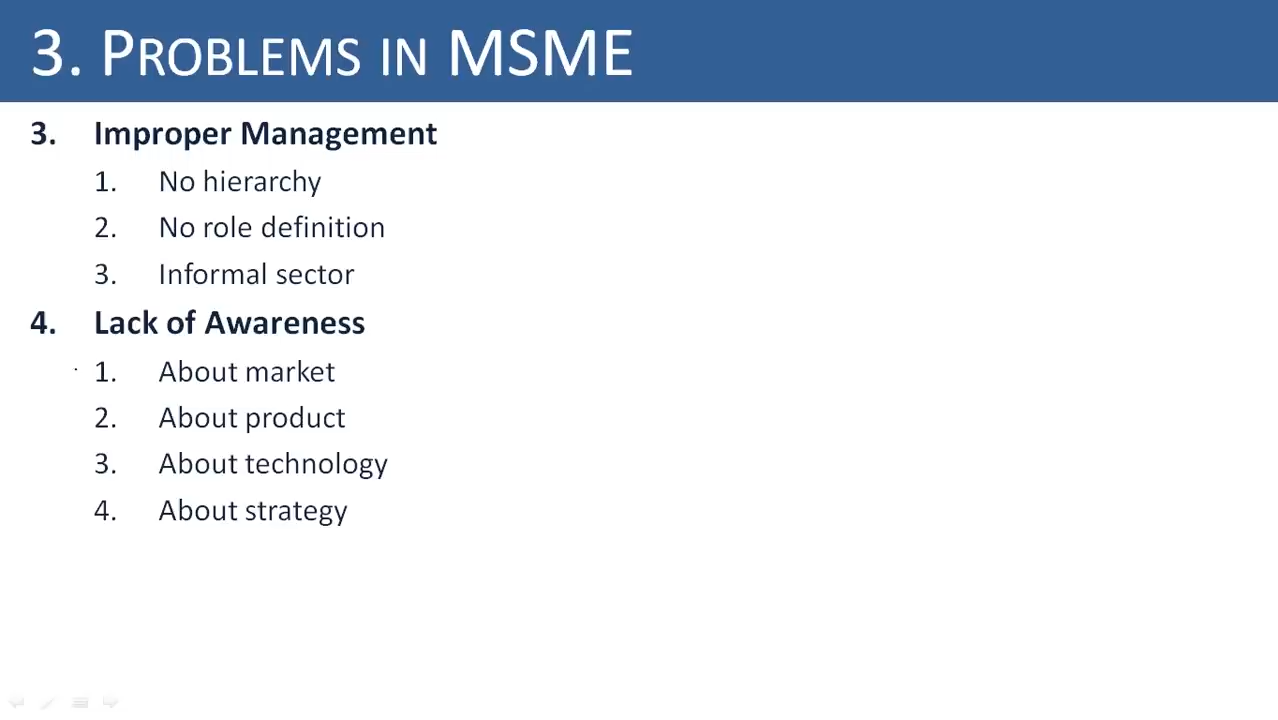 3. PROBLEMS IN MSME
3. Improper Management
1. No hierarchy
2. No role definition
3. Informal sector
4. Lack of Awareness
1. About market
2. About product
3. About technology
4. About strategy